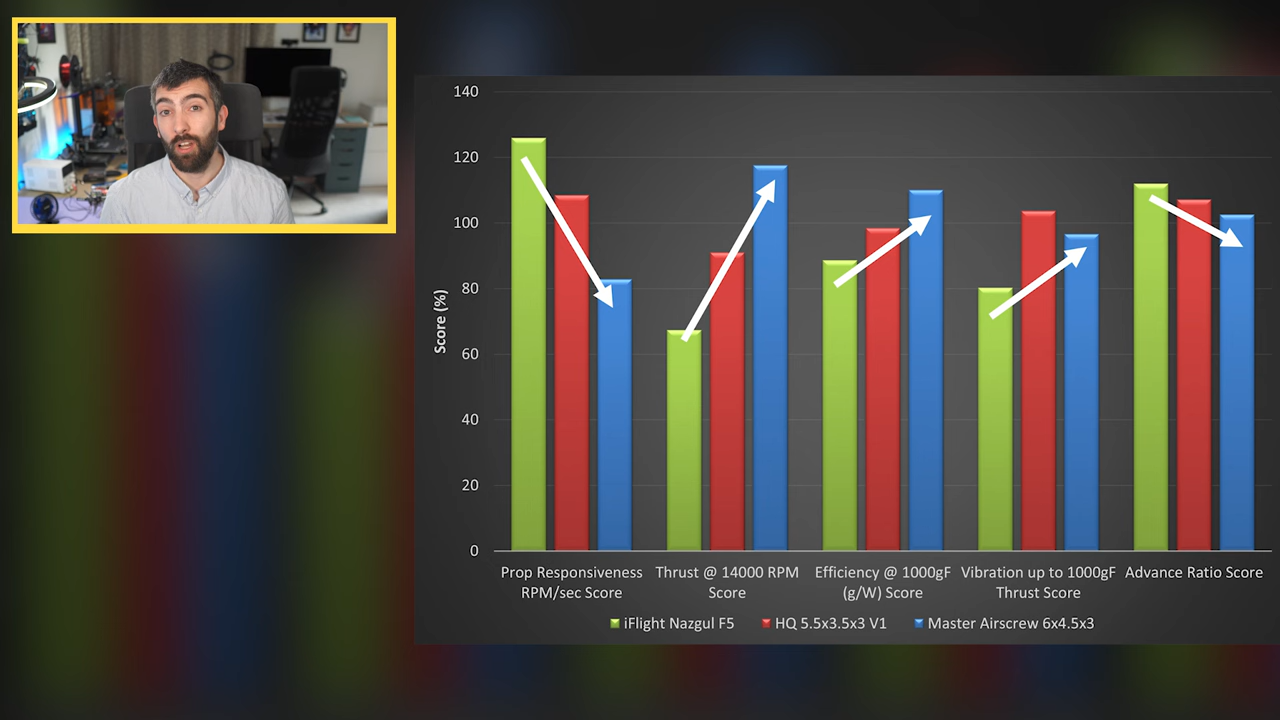 140
120
100
80
60
40
20
0
Score (%)
Prop Responsiveness
RPM/sec Score
Thrust @ 14000 RPM
Score
Efficiency @ 1000gF
(g/W) Score
Vibration up to 1000gF
Thrust Score
Advance Ratio Score
iFlight Nazgul F5
HQ 5.5x3.5x3 V1
Master Airscrew 6x4.5x3